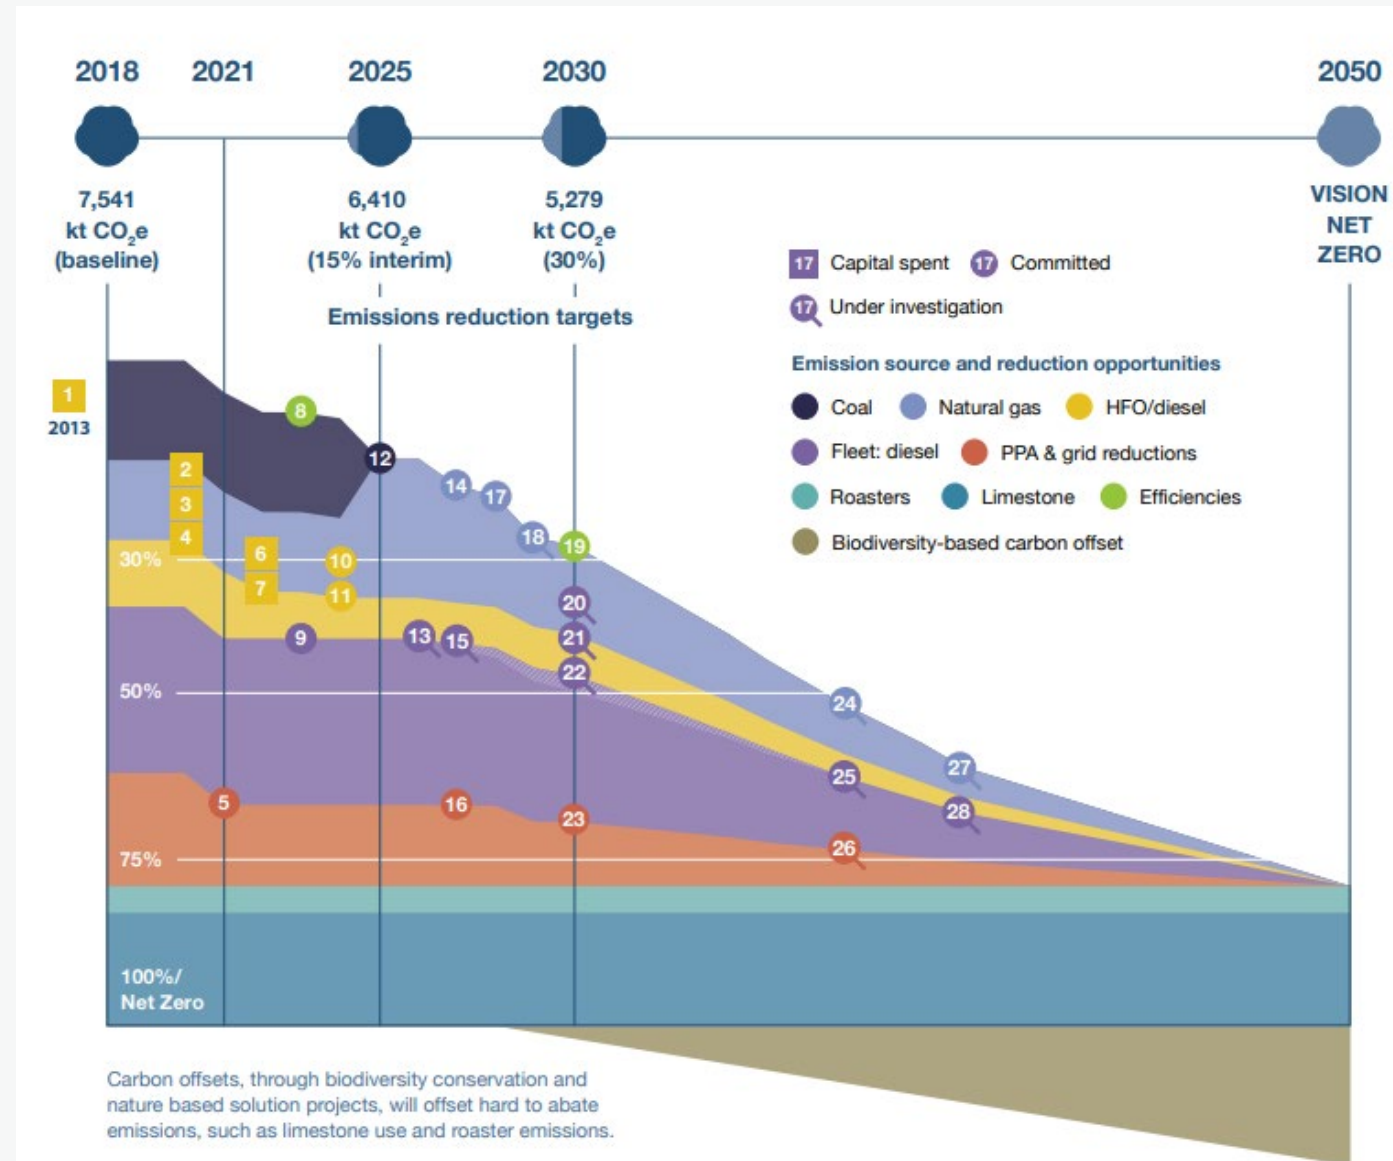 2018 2021 2025 2030 2050
7,541
kt CO₂e
(baseline)
6,410
kt CO₂e
(15% interim)
5,279
kt CO₂e
(30%)
VISION
NET
ZERO
Emissions reduction targets
17 Capital spent 17 Committed
17 Under investigation
Emission source and reduction opportunities
Coal Natural gas HFO/diesel
Fleet: diesel PPA & grid reductions
Roasters Limestone Efficiencies
Biodiversity-based carbon offset
1
2013
2
3
4
5
6
7
8
9
10
11
12
13
14
15
16
17
18
19
20
21
22
23
24
25
26
27
28
30%
50%
75%
100%/
Net Zero
Carbon offsets, through biodiversity conservation and
nature based solution projects, will offset hard to abate
emissions, such as limestone use and roaster emissions.